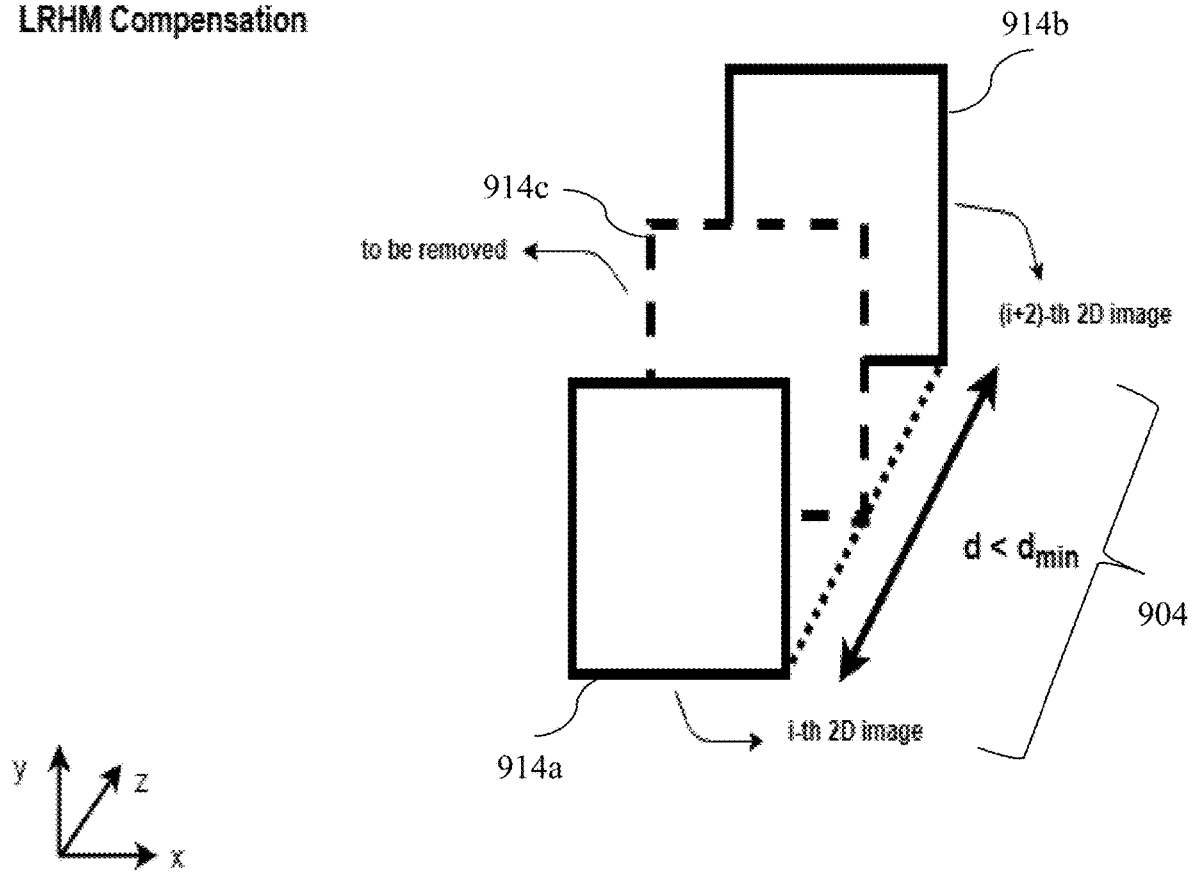 LRHM Compensation
914b
914c
to be removed
(i+2)-th 2D image
d < dmin
904
i-th 2D image
914a
y
z
x